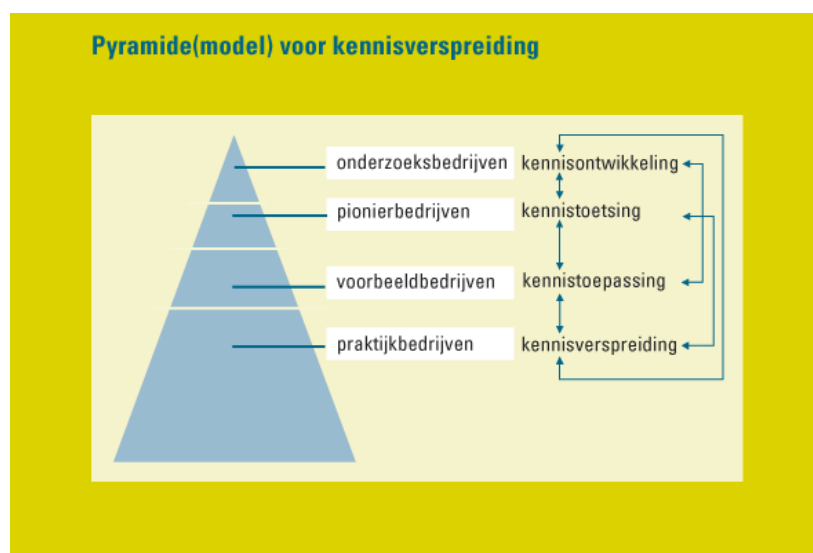 Pyramide(model) voor kennisverspreiding
onderzoeksbedrijven kennisontwikkeling
pionierbedrijven kennistoetsing
voorbeeldbedrijven kennistoepassing
praktijkbedrijven kennisverspreiding